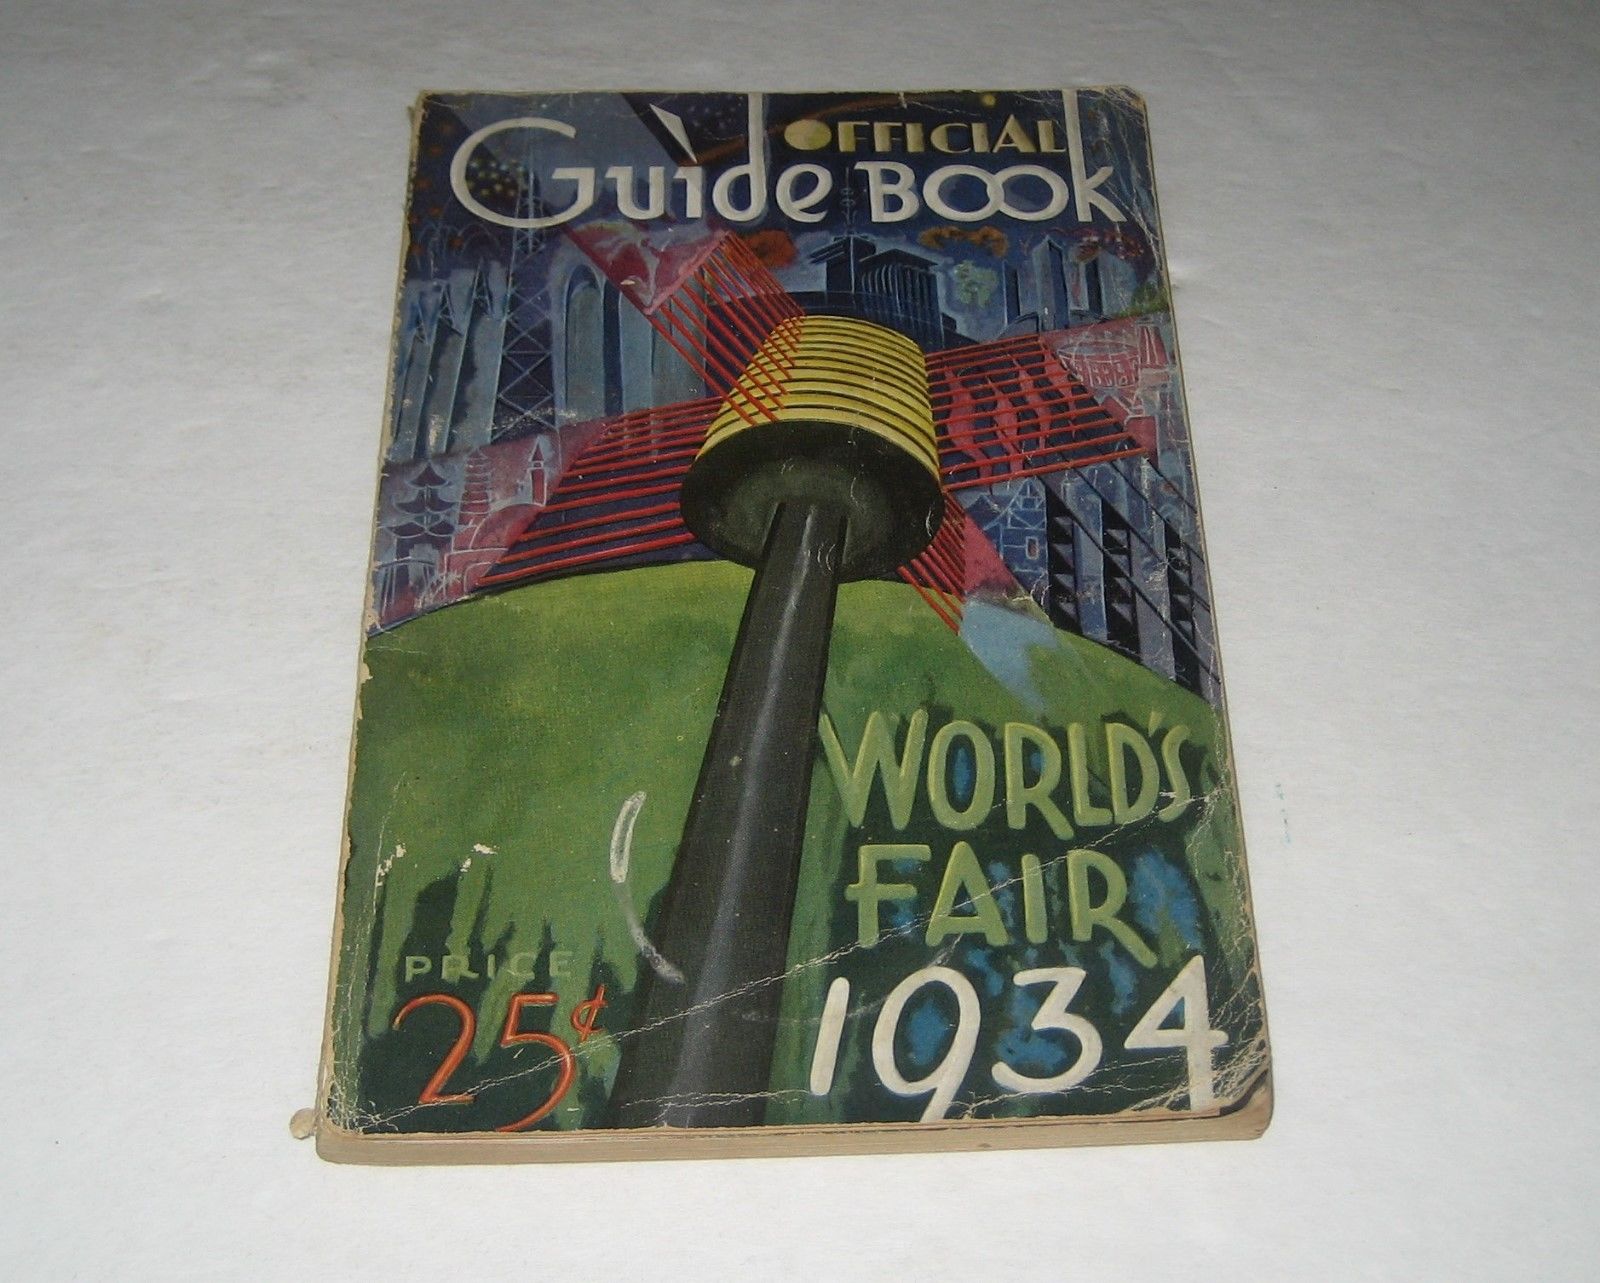 OFFICIAL
Guide BOOk
WORLD'S
FAIR
1934
PRICE
25¢